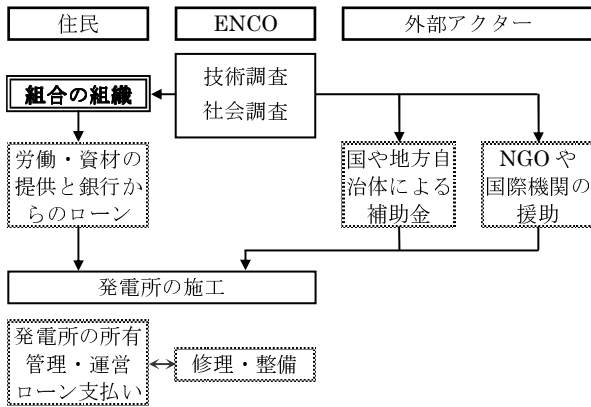 住民
ENCO
外部アクター
技術調査
社会調査
組合の組織
労働・資材の
提供と銀行か
らのローン
国や地方自
治体による
補助金
NGO や
国際機関の
援助
発電所の施工
発電所の所有
管理・運営
ローン支払い
修理・整備